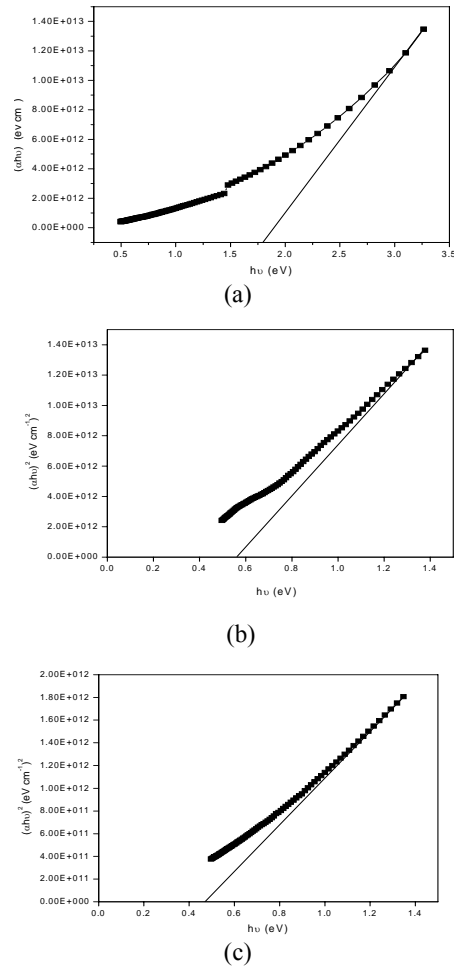 1.40E+013
1.20E+013
1.00E+013
8.00E+012
6.00E+012
4.00E+012
2.00E+012
0.00E+000
(αhυ) (ev cm)
0.5 1.0 1.5 2.0 2.5 3.0 3.5
hυ (eV)
(a)
1.40E+013
1.20E+013
1.00E+013
8.00E+012
6.00E+012
4.00E+012
2.00E+012
0.00E+000
(αhυ)² (eV cm⁻¹)²
0.0 0.2 0.4 0.6 0.8 1.0 1.2 1.4
hυ (eV)
(b)
2.00E+012
1.80E+012
1.60E+012
1.40E+012
1.20E+012
1.00E+012
8.00E+011
6.00E+011
4.00E+011
2.00E+011
0.00E+000
(αhυ)² (eV cm⁻¹)²
0.0 0.2 0.4 0.6 0.8 1.0 1.2 1.4
hυ (eV)
(c)